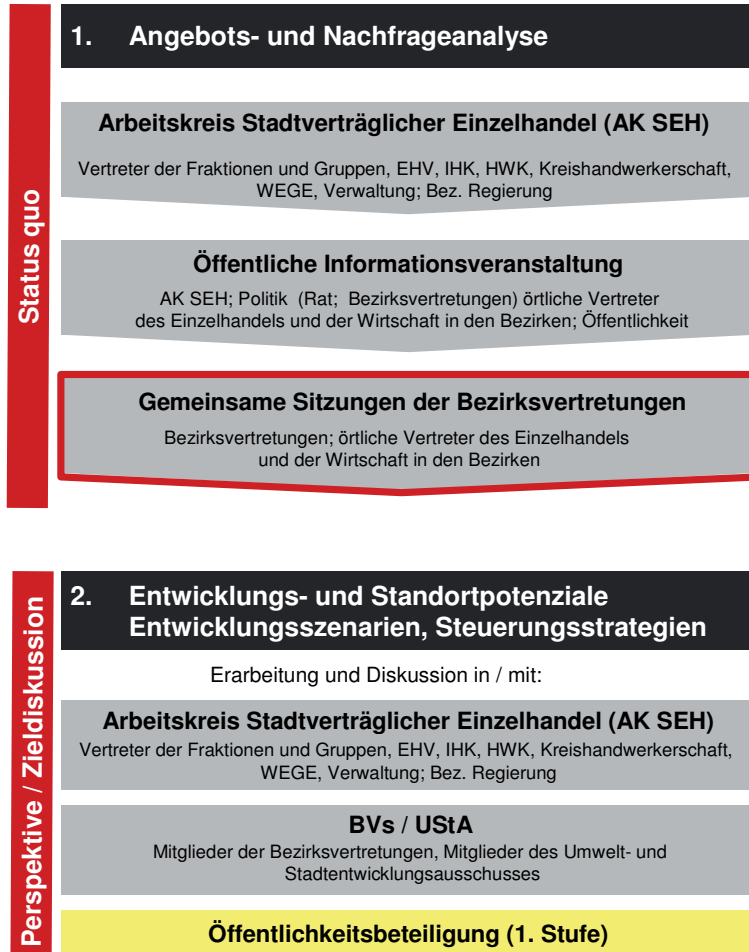 Status quo
1. Angebots- und Nachfrageanalyse
Arbeitskreis Stadtverträglicher Einzelhandel (AK SEH)
Vertreter der Fraktionen und Gruppen, EHV, IHK, HWK, Kreishandwerkerschaft,
WEGE, Verwaltung; Bez. Regierung
Öffentliche Informationsveranstaltung
AK SEH; Politik (Rat; Bezirksvertretungen) örtliche Vertreter
des Einzelhandels und der Wirtschaft in den Bezirken; Öffentlichkeit
Gemeinsame Sitzungen der Bezirksvertretungen
Bezirksvertretungen; örtliche Vertreter des Einzelhandels
und der Wirtschaft in den Bezirken
Perspektive / Zieldiskussion
2. Entwicklungs- und Standortpotenziale
Entwicklungsszenarien, Steuerungsstrategien
Erarbeitung und Diskussion in / mit:
Arbeitskreis Stadtverträglicher Einzelhandel (AK SEH)
Vertreter der Fraktionen und Gruppen, EHV, IHK, HWK, Kreishandwerkerschaft,
WEGE, Verwaltung; Bez. Regierung
BVs / UStA
Mitglieder der Bezirksvertretungen, Mitglieder des Umwelt- und
Stadtentwicklungsausschusses
Öffentlichkeitsbeteiligung (1. Stufe)